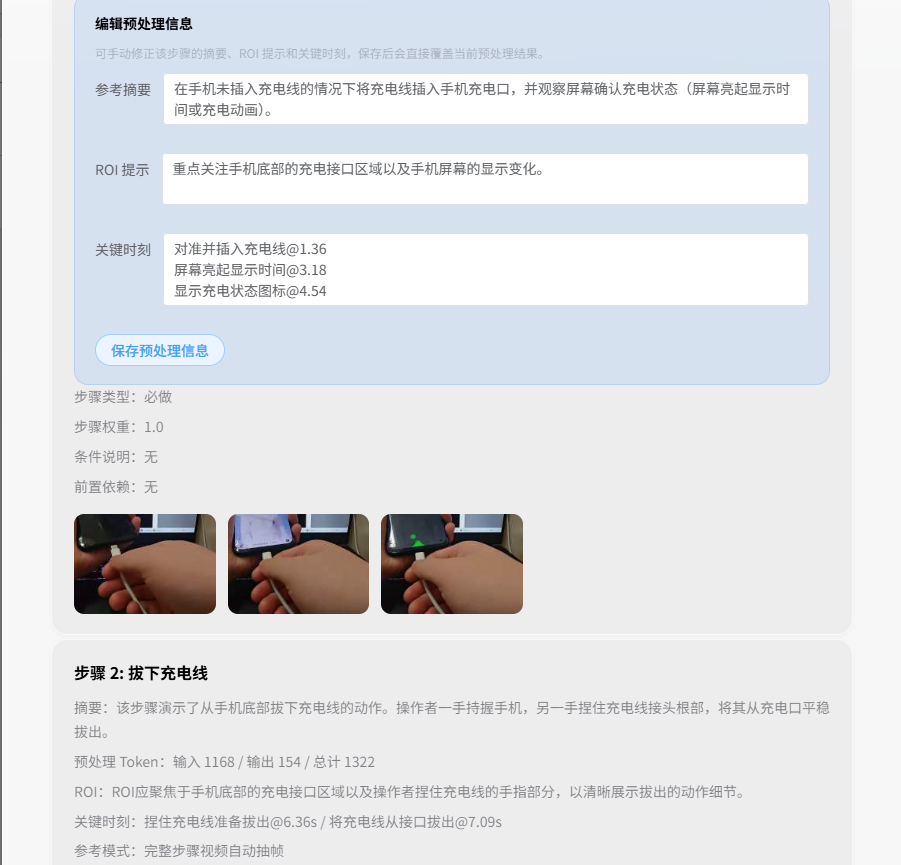 编辑预处理信息
可手动修正该步骤的摘要、ROI 提示和关键时刻，保存后会直接覆盖当前预处理结果。
参考摘要
在手机未插入充电线的情况下将充电线插入手机充电口，并观察屏幕确认充电状态（屏幕亮起显示时
间或充电动画）。
ROI 提示
重点关注手机底部的充电接口区域以及手机屏幕的显示变化。
关键时刻
对准并插入充电线@1.36
屏幕亮起显示时间@3.18
显示充电状态图标@4.54
保存预处理信息
步骤类型：必做
步骤权重：1.0
条件说明：无
前置依赖：无
步骤 2: 拔下充电线
摘要：该步骤演示了从手机底部拔下充电线的动作。操作者一手持握手机，另一手捏住充电线接头根部，将其从充电口平稳
拔出。
预处理 Token：输入 1168 / 输出 154 / 总计 1322
ROI：ROI应聚焦于手机底部的充电接口区域以及操作者捏住充电线的手指部分，以清晰展示拔出的动作细节。
关键时刻：捏住充电线准备拔出@6.36s / 将充电线从接口拔出@7.09s
参考模式：完整步骤视频自动抽帧